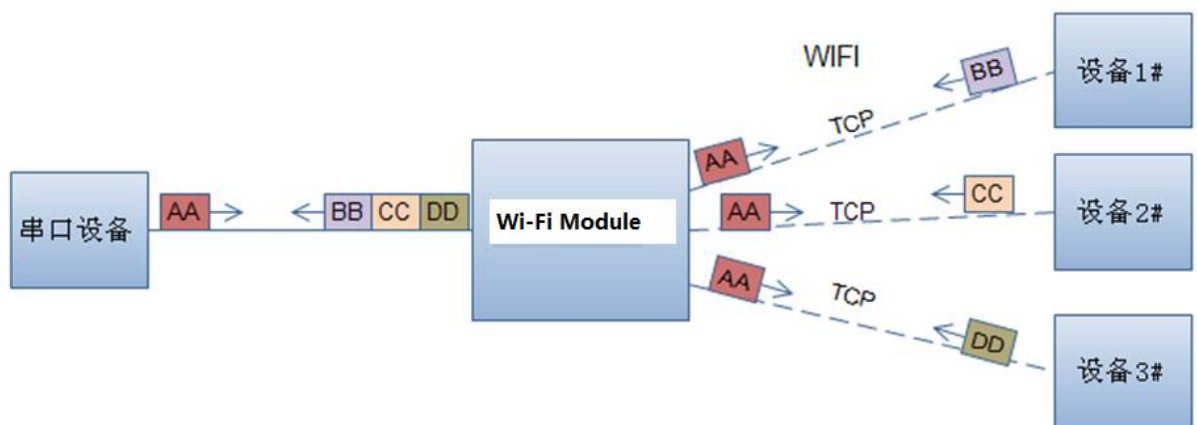 WIFI
设备1#
BB
TCP
AA
串口设备
AA
BB CC DD
Wi-Fi Module
AA
TCP
CC
设备2#
AA
TCP
DD
设备3#